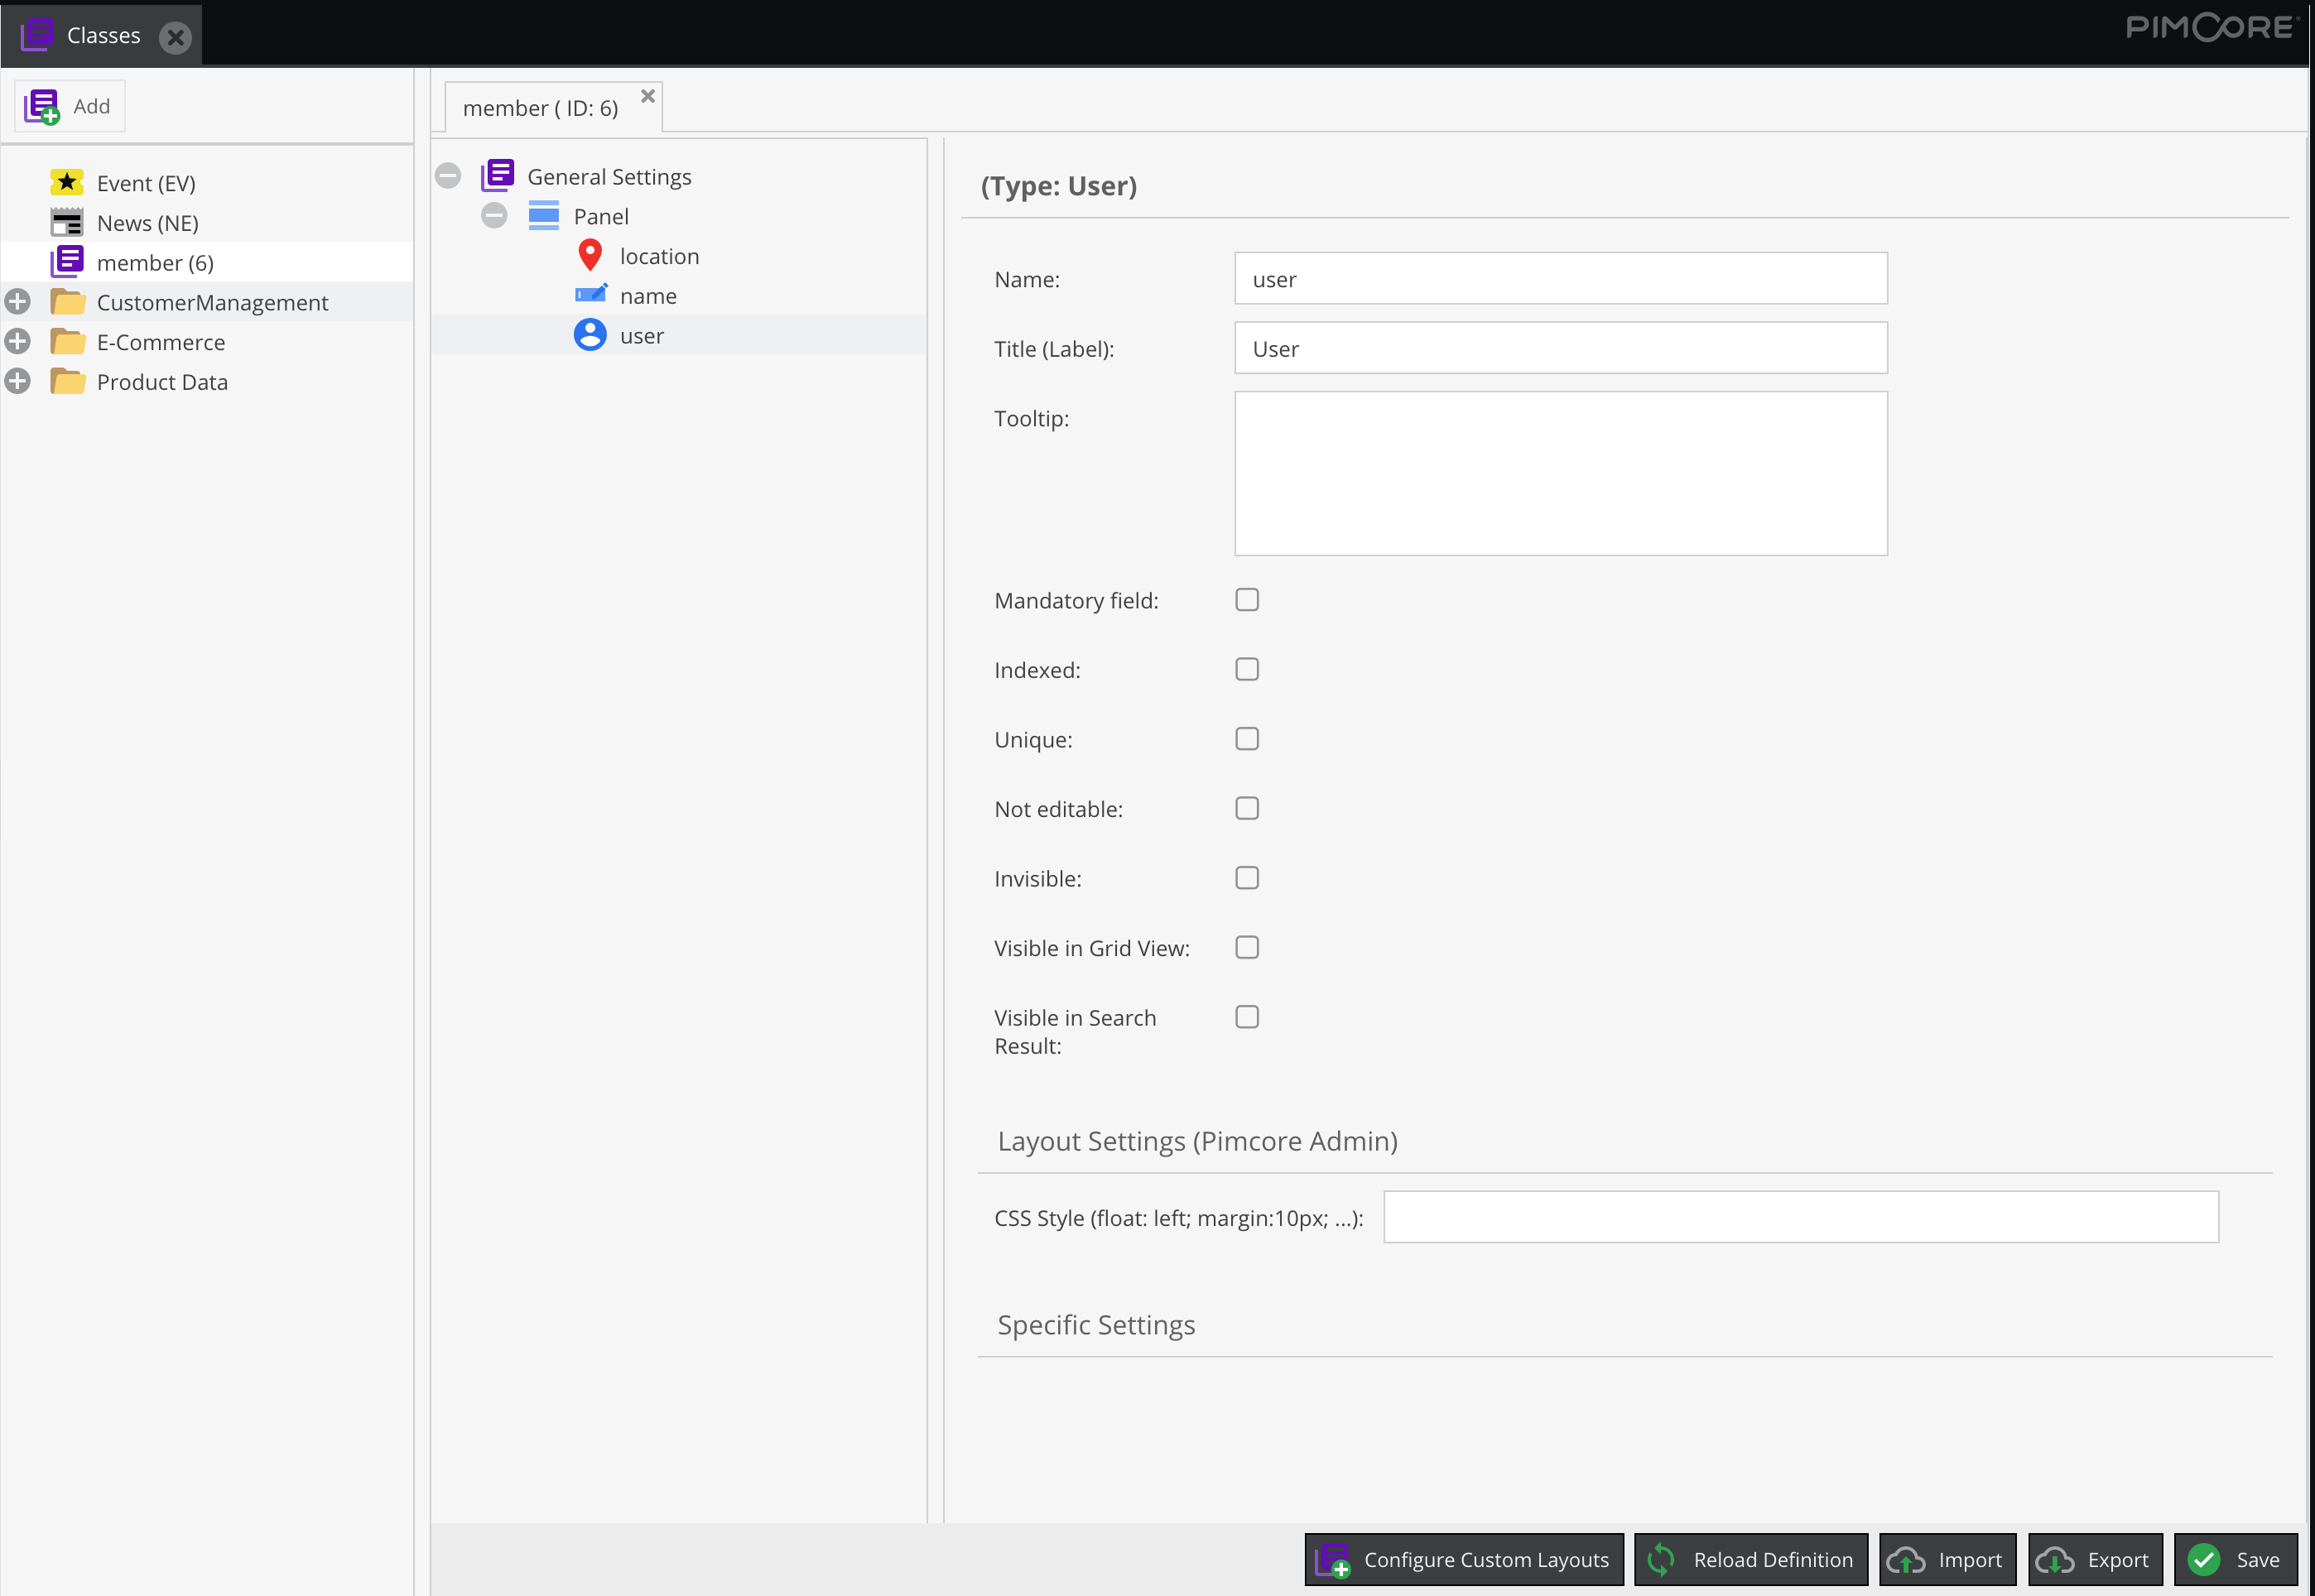 Classes
PIMCORE
Add
member ( ID: 6)
Event (EV)
News (NE)
member (6)
CustomerManagement
E-Commerce
Product Data
General Settings
Panel
location
name
user
(Type: User)
Name:
user
Title (Label):
User
Tooltip:
Mandatory field:
Indexed:
Unique:
Not editable:
Invisible:
Visible in Grid View:
Visible in Search
Result:
Layout Settings (Pimcore Admin)
CSS Style (float: left; margin:10px; ...):
Specific Settings
Configure Custom Layouts
Reload Definition
Import
Export
Save